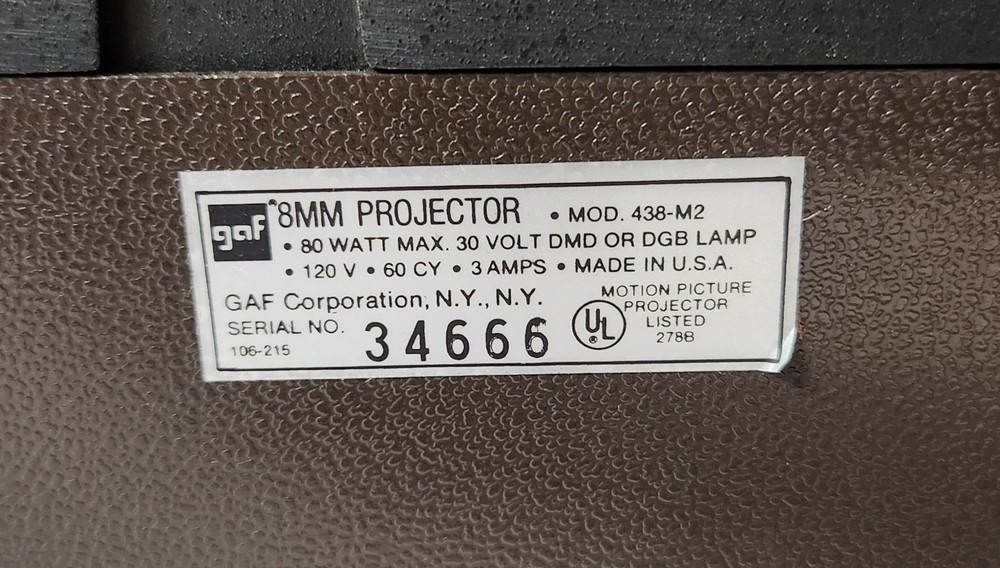 gaf® 8MM PROJECTOR • MOD. 438-M2
• 80 WATT MAX. 30 VOLT DMD OR DGB LAMP
• 120 V • 60 CY • 3 AMPS • MADE IN U.S.A.
GAF Corporation, N.Y., N.Y.
SERIAL NO. 34666
106-215
UL®
MOTION PICTURE
PROJECTOR
LISTED
278B